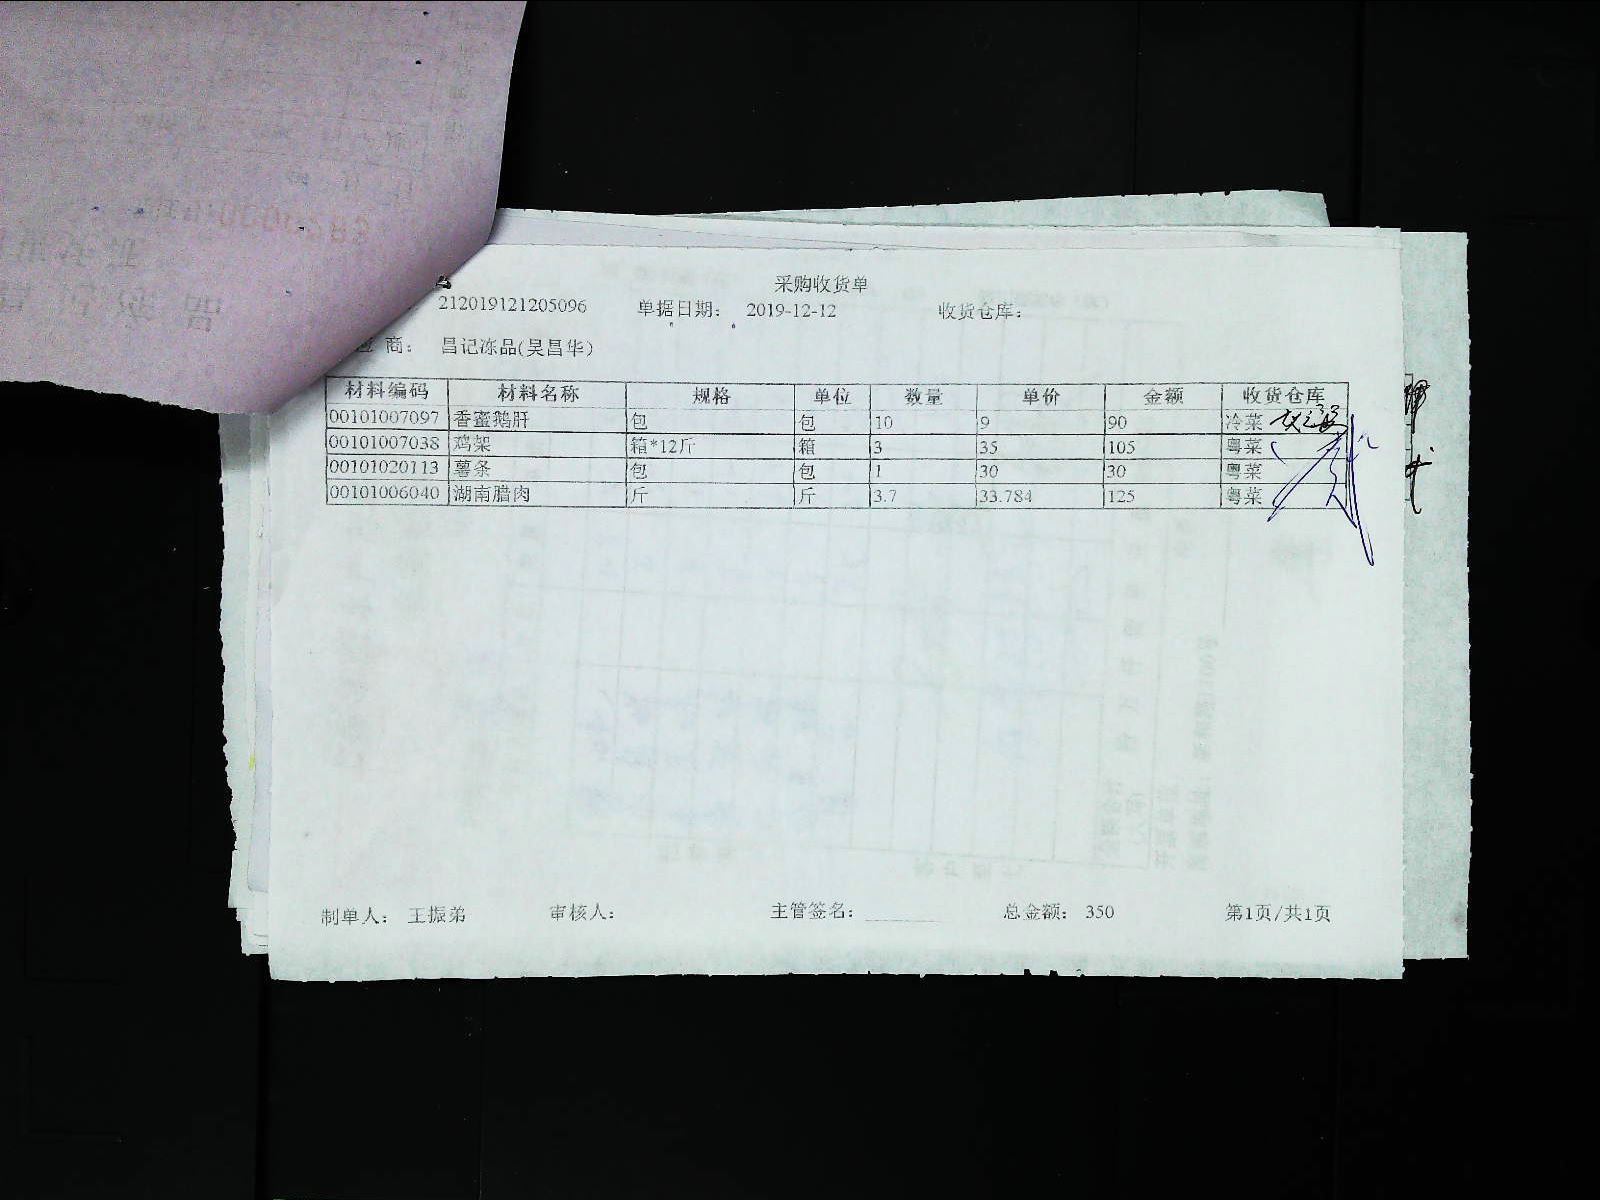 采购收货单
212019121205096 单据日期： 2019-12-12 收货仓库：
应 商： 昌记冻品(吴昌华)
材料编码 材料名称 规格 单位 数量 单价 金额 收货仓库
00101007097 香蜜鹅肝 包 包 10 9 90 冷菜
00101007038 鸡架 箱*12斤 箱 3 35 105 粤菜
00101020113 薯条 包 包 1 30 30 粤菜
00101006040 湖南腊肉 斤 斤 3.7 33.784 125 粤菜
制单人： 王振弟 审核人： 主管签名： 总金额： 350 第1页/共1页